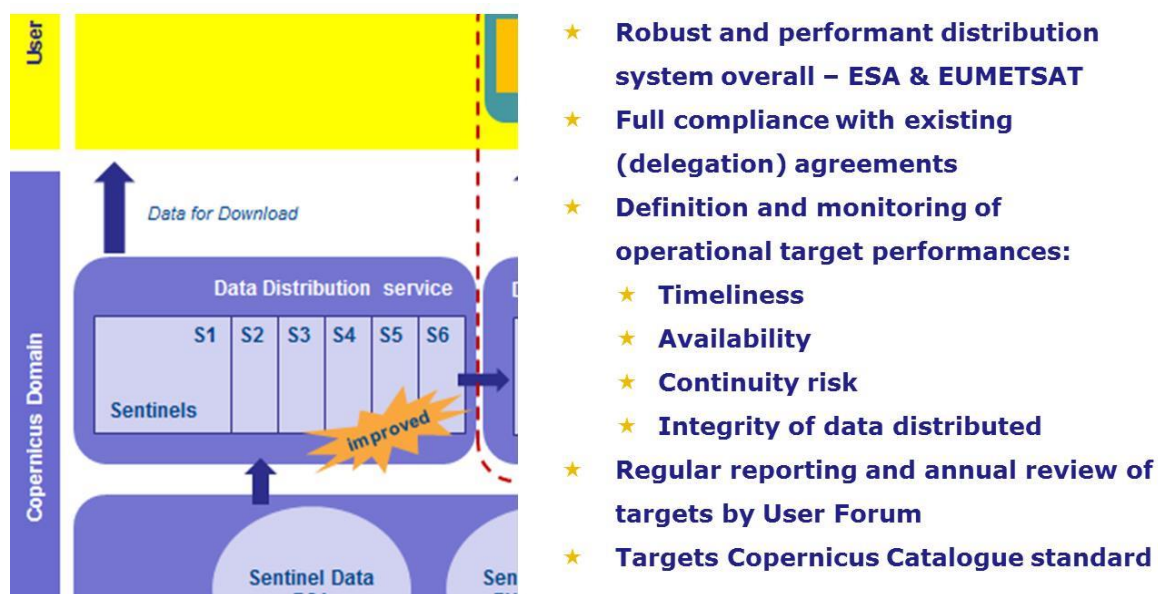 User
Data for Download
Data Distribution service
S1 S2 S3 S4 S5 S6
Sentinels
improved
Copernicus Domain
Sentinel Data
Sen
Robust and performant distribution
system overall – ESA & EUMETSAT
Full compliance with existing
(delegation) agreements
Definition and monitoring of
operational target performances:
Timeliness
Availability
Continuity risk
Integrity of data distributed
Regular reporting and annual review of
targets by User Forum
Targets Copernicus Catalogue standard